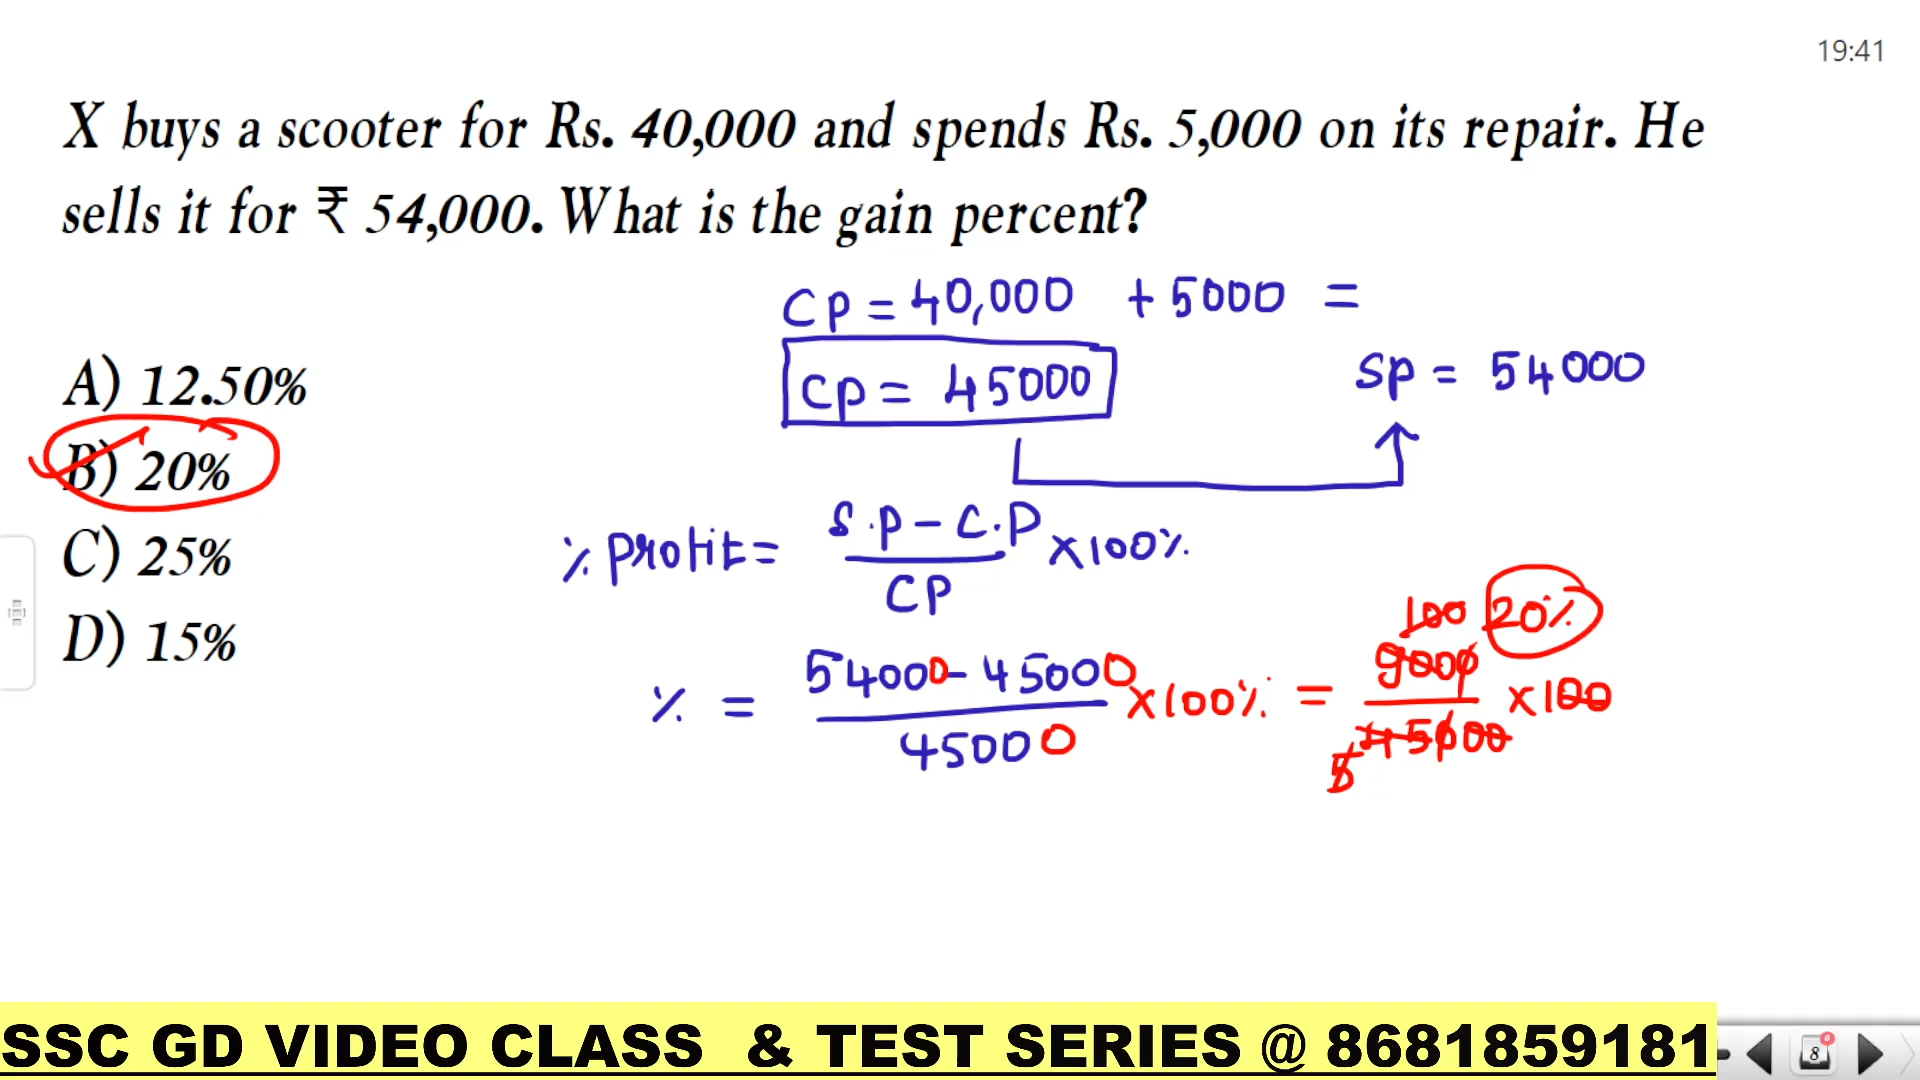 19:41
X buys a scooter for Rs. 40,000 and spends Rs. 5,000 on its repair. He
sells it for ₹ 54,000. What is the gain percent?
CP = 40,000 + 5000 =
A) 12.50%
CP = 45000
SP = 54000
B) 20%
S.P - C.P
% Profit = × 100%
CP
C) 25%
D) 15%
100 20%
54000 - 45000 9000
% = × 100% = × 100
45000 45000
5
SSC GD VIDEO CLASS & TEST SERIES @ 8681859181
8